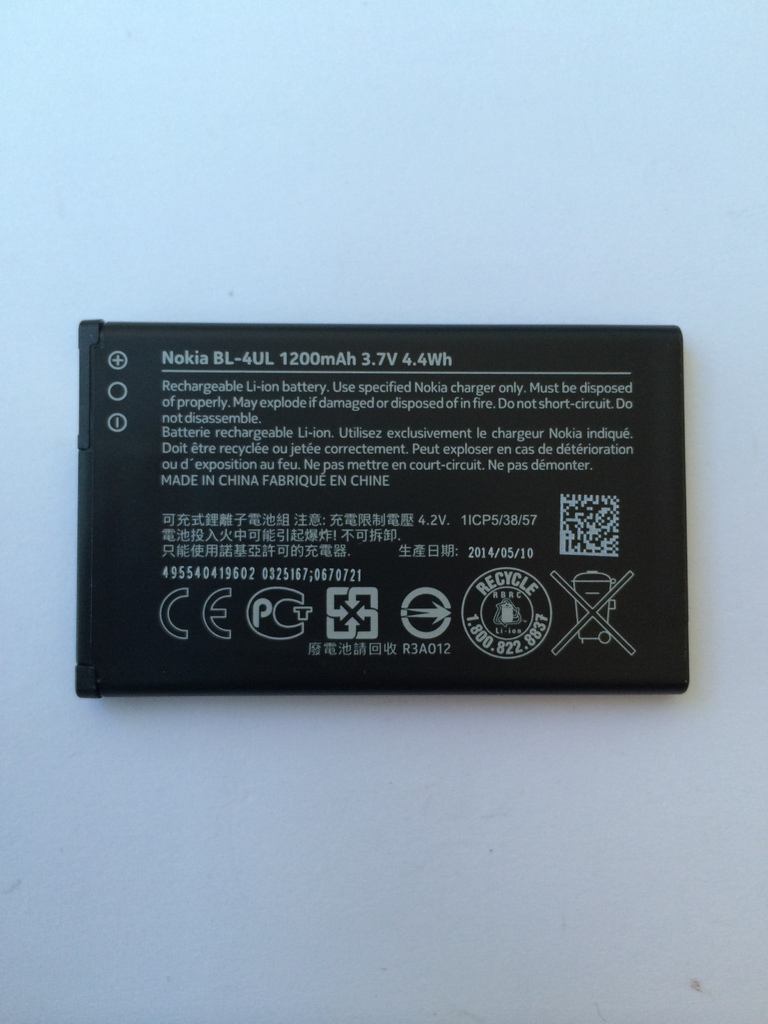 Nokia BL-4UL 1200mAh 3.7V 4.4Wh
Rechargeable Li-ion battery. Use specified Nokia charger only. Must be disposed
of properly. May explode if damaged or disposed of in fire. Do not short-circuit. Do
not disassemble.
Batterie rechargeable Li-ion. Utilisez exclusivement le chargeur Nokia indiqué.
Doit être recyclée ou jetée correctement. Peut exploser en cas de détérioration
ou d´exposition au feu. Ne pas mettre en court-circuit. Ne pas démonter.
MADE IN CHINA FABRIQUÉ EN CHINE
可充式鋰離子電池組 注意: 充電限制電壓 4.2V. 1ICP5/38/57
電池投入火中可能引起爆炸! 不可拆卸.
只能使用諾基亞許可的充電器. 生產日期: 2014/05/10
495540419602 0325167;0670721
CE PCT
RECYCLE
RBRC
Li-ion
1.800.822.8837
廢電池請回收 R3A012